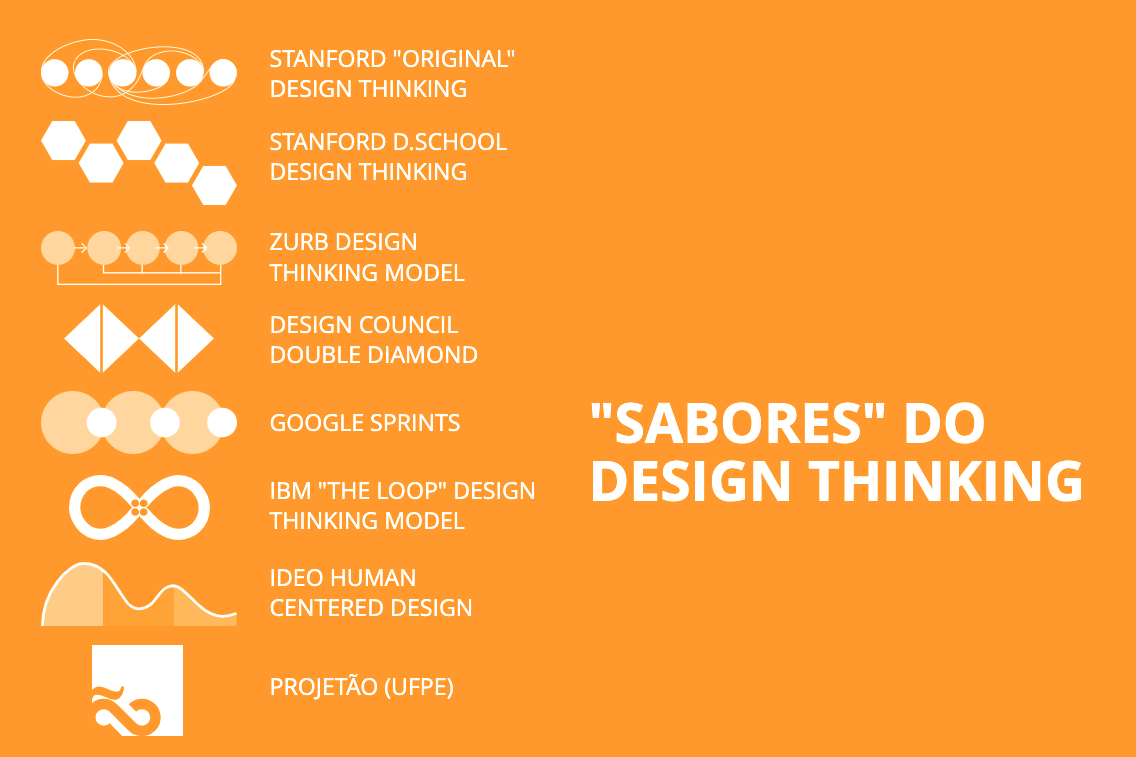 STANFORD "ORIGINAL"
DESIGN THINKING
STANFORD D.SCHOOL
DESIGN THINKING
ZURB DESIGN
THINKING MODEL
DESIGN COUNCIL
DOUBLE DIAMOND
GOOGLE SPRINTS
IBM "THE LOOP" DESIGN
THINKING MODEL
IDEO HUMAN
CENTERED DESIGN
PROJETÃO (UFPE)
"SABORES" DO
DESIGN THINKING